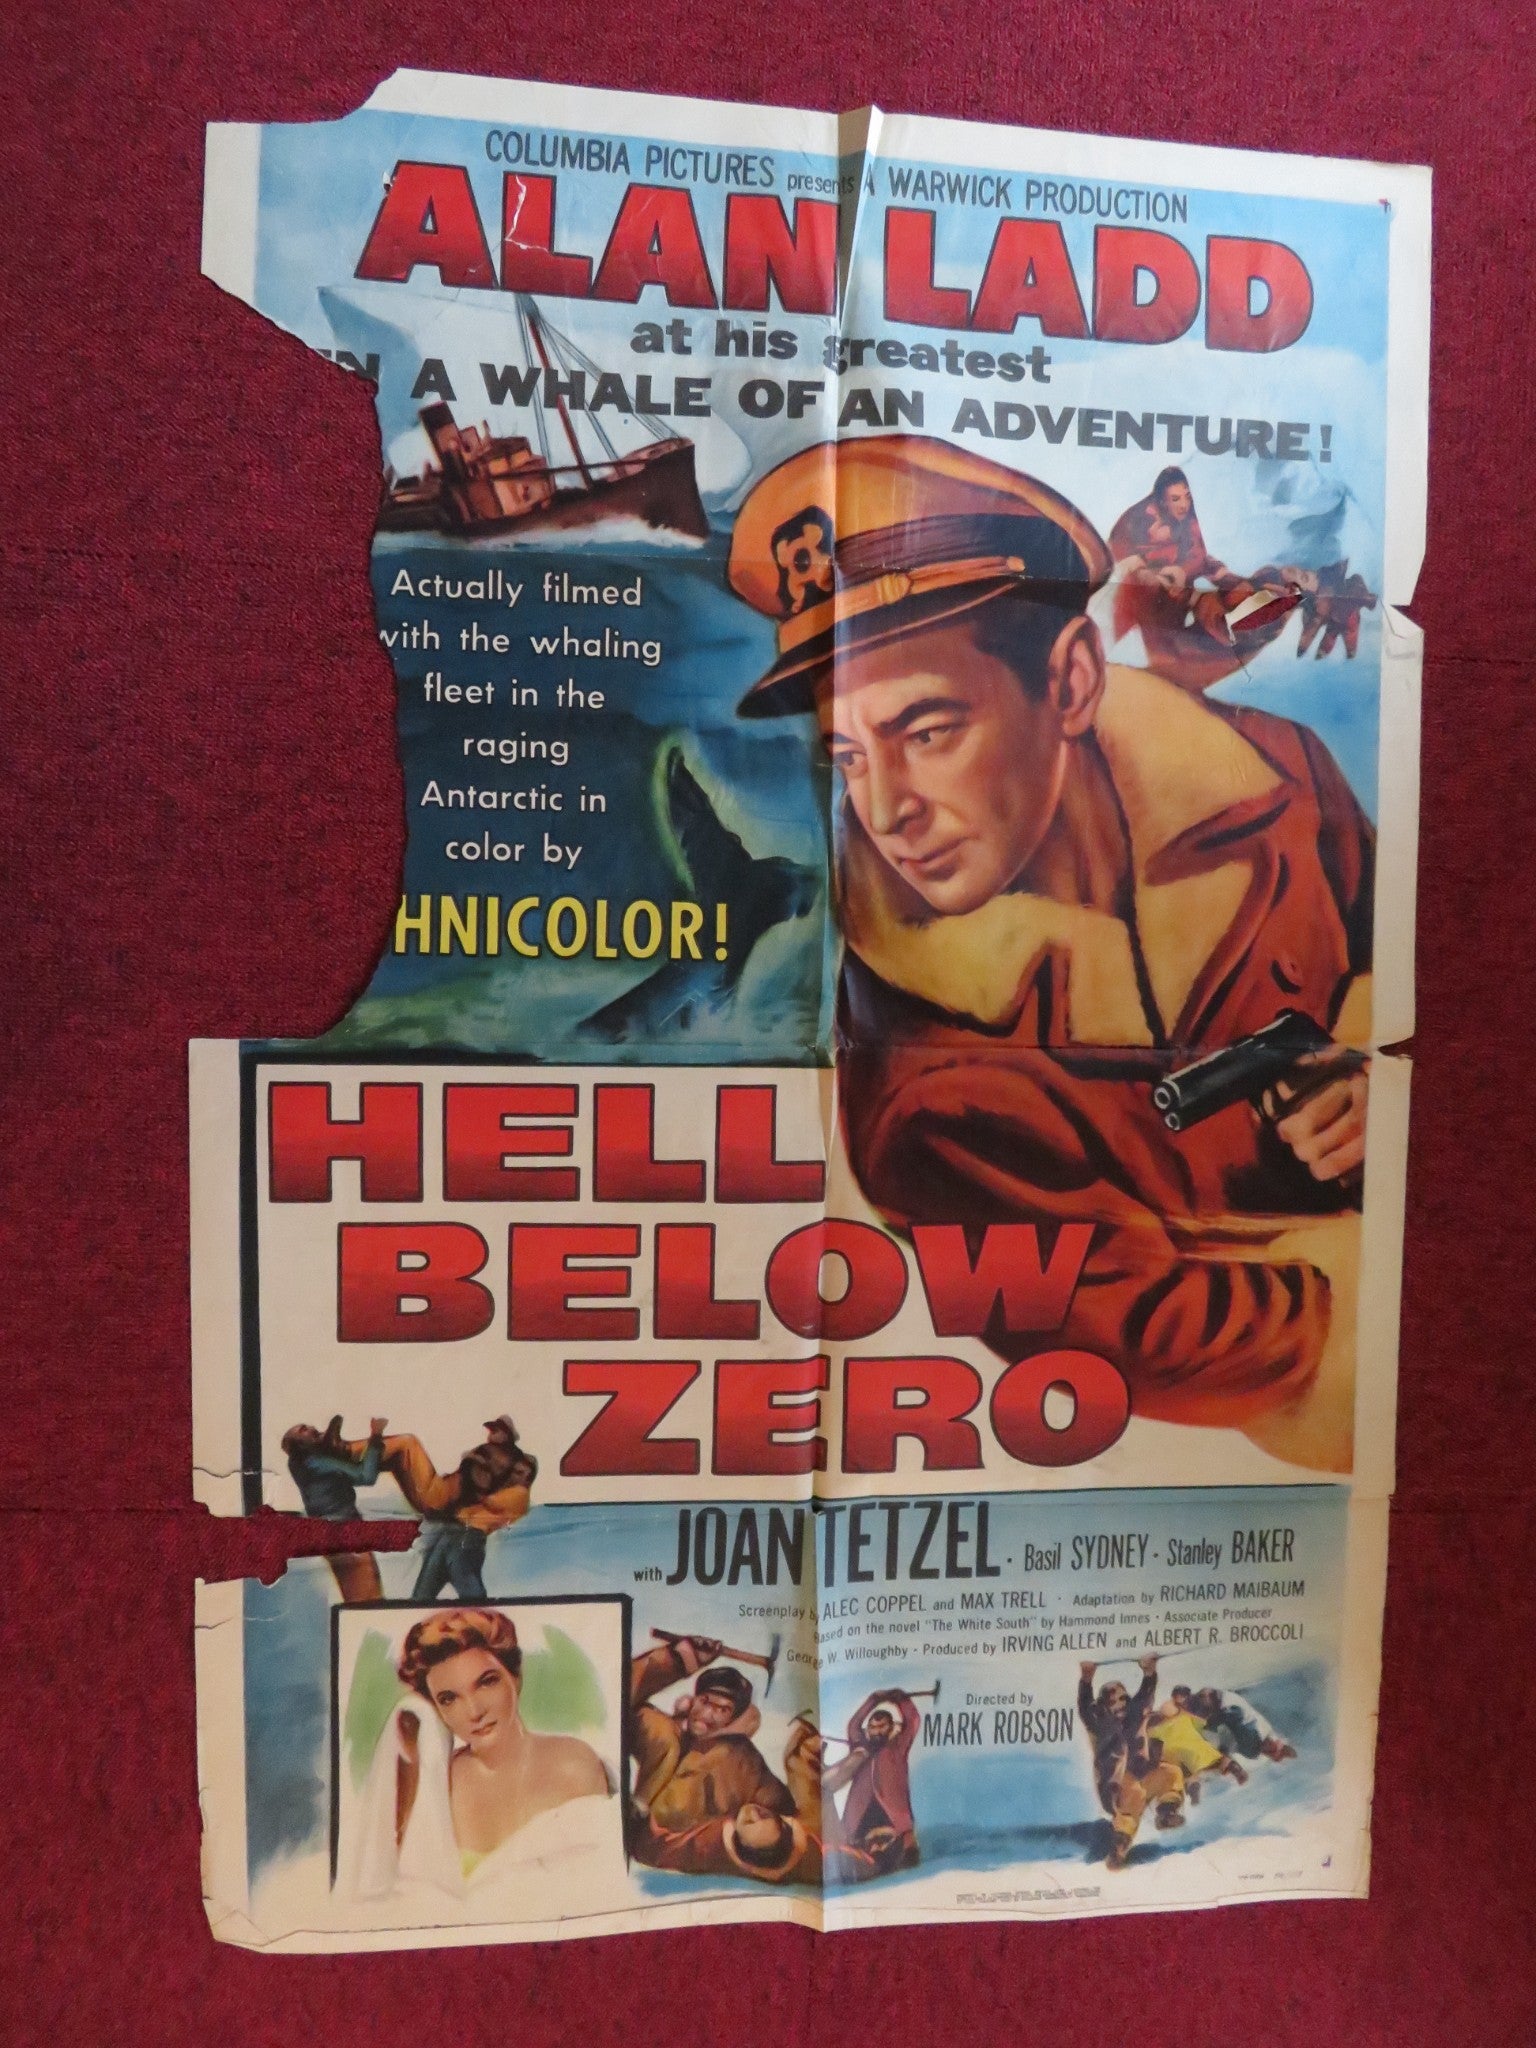 COLUMBIA PICTURES presents A WARWICK PRODUCTION
ALAN LADD
at his greatest
N A WHALE OF AN ADVENTURE!
Actually filmed
with the whaling
fleet in the
raging
Antarctic in
color by
HNICOLOR!
HELL
BELOW
ZERO
with JOAN TETZEL · Basil SYDNEY · Stanley BAKER
Screenplay by ALEC COPPEL and MAX TRELL · Adaptation by RICHARD MAIBAUM
Based on the novel "The White South" by Hammond Innes · Associate Producer
George W. Willoughby · Produced by IRVING ALLEN and ALBERT R. BROCCOLI
Directed by
MARK ROBSON